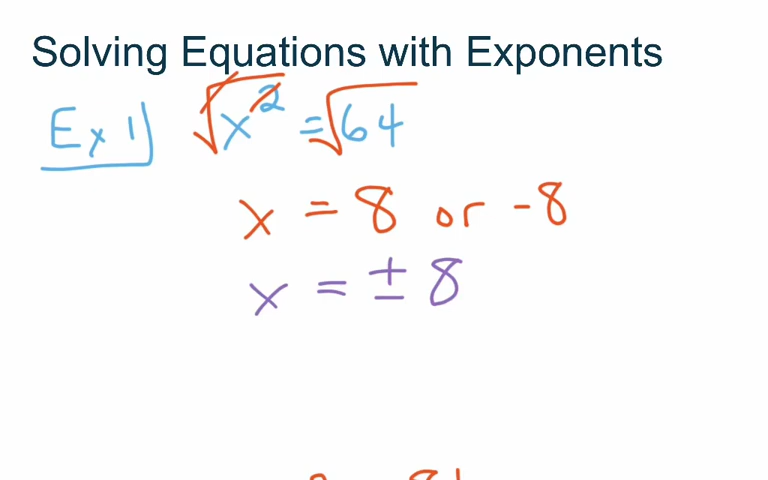 Solving Equations with Exponents
Ex 1) √x² = √64
x = 8 or -8
x = ± 8